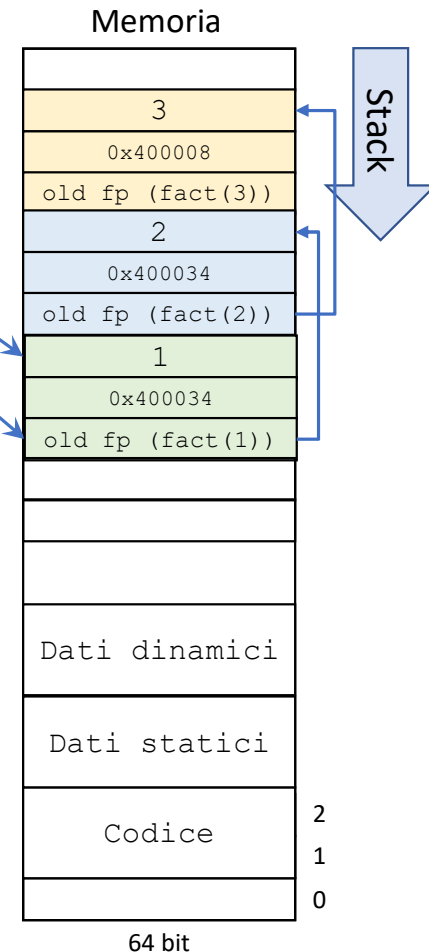 Memoria
Stack
3
0x400008
old fp (fact(3))
2
0x400034
old fp (fact(2))
1
0x400034
old fp (fact(1))
Dati dinamici
Dati statici
Codice
2
1
0
64 bit